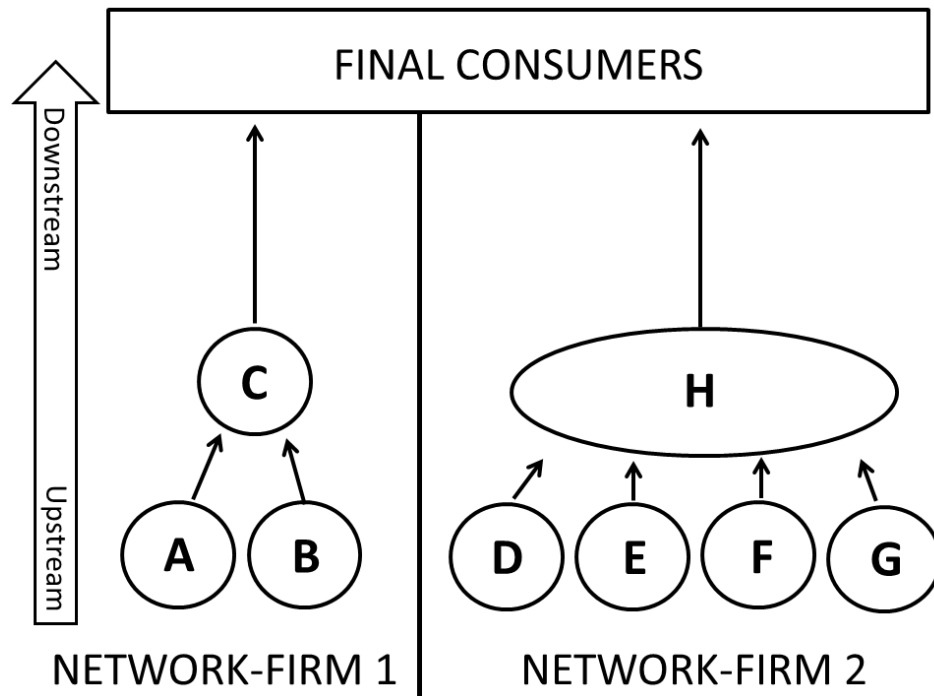 FINAL CONSUMERS
Downstream
Upstream
C
H
A
B
D
E
F
G
NETWORK-FIRM 1
NETWORK-FIRM 2